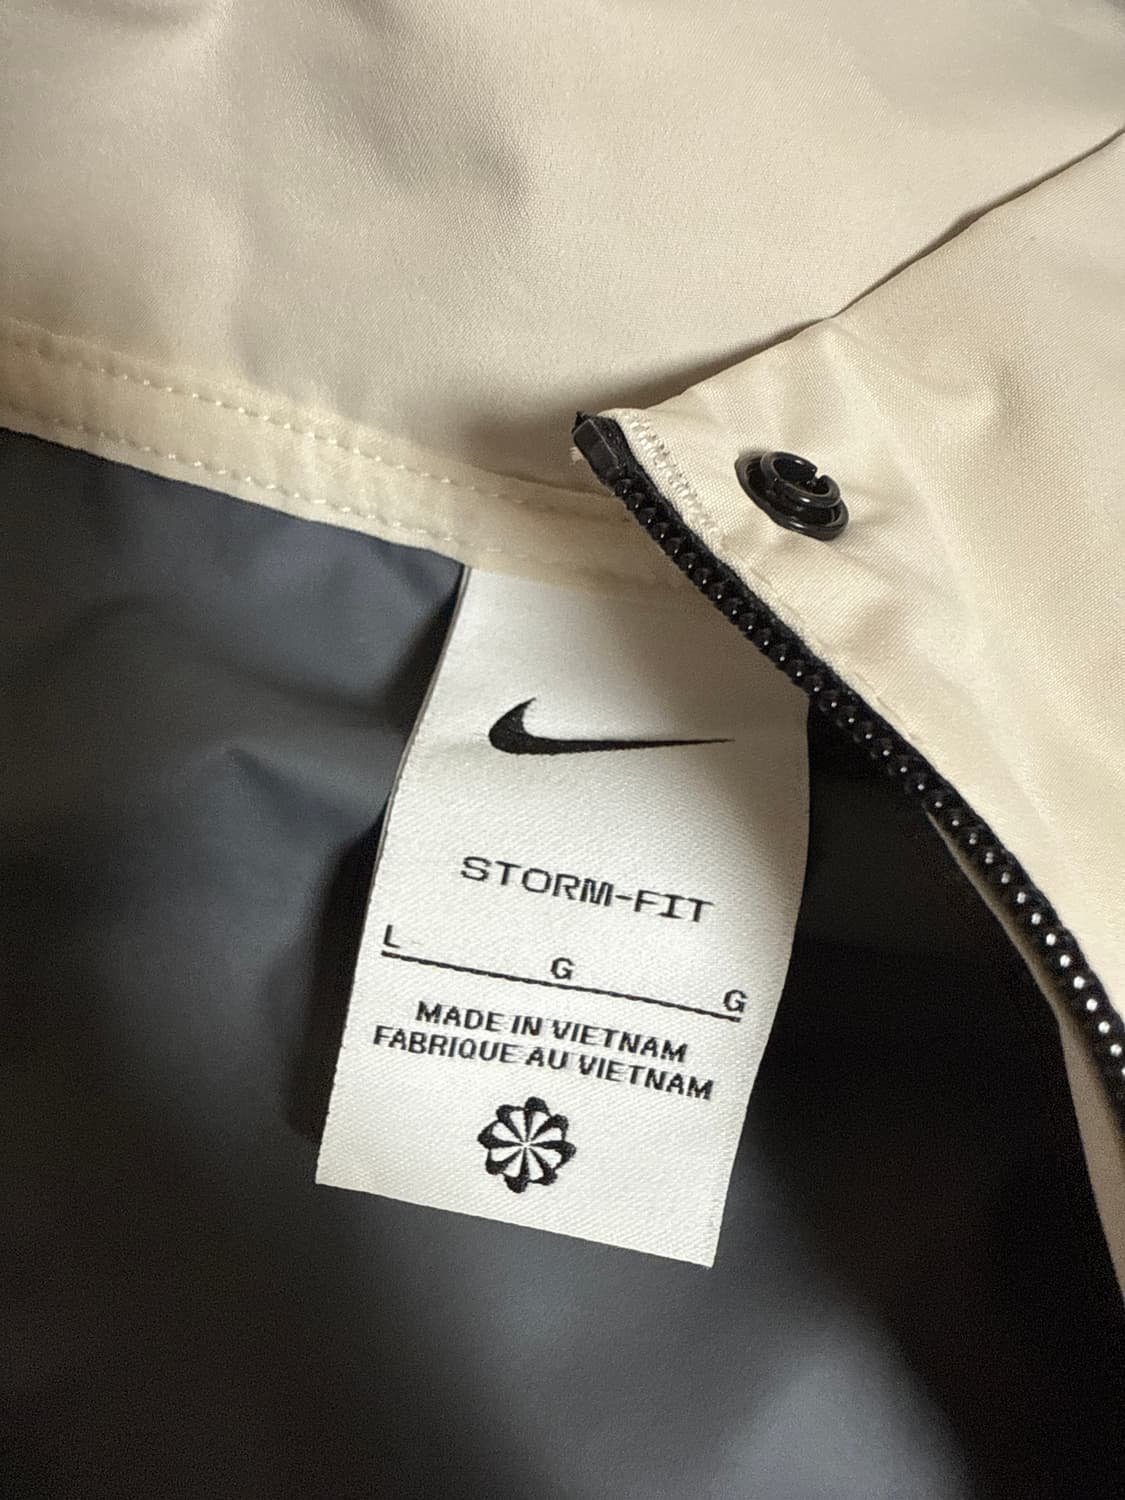 STORM-FIT
L G G
MADE IN VIETNAM
FABRIQUE AU VIETNAM